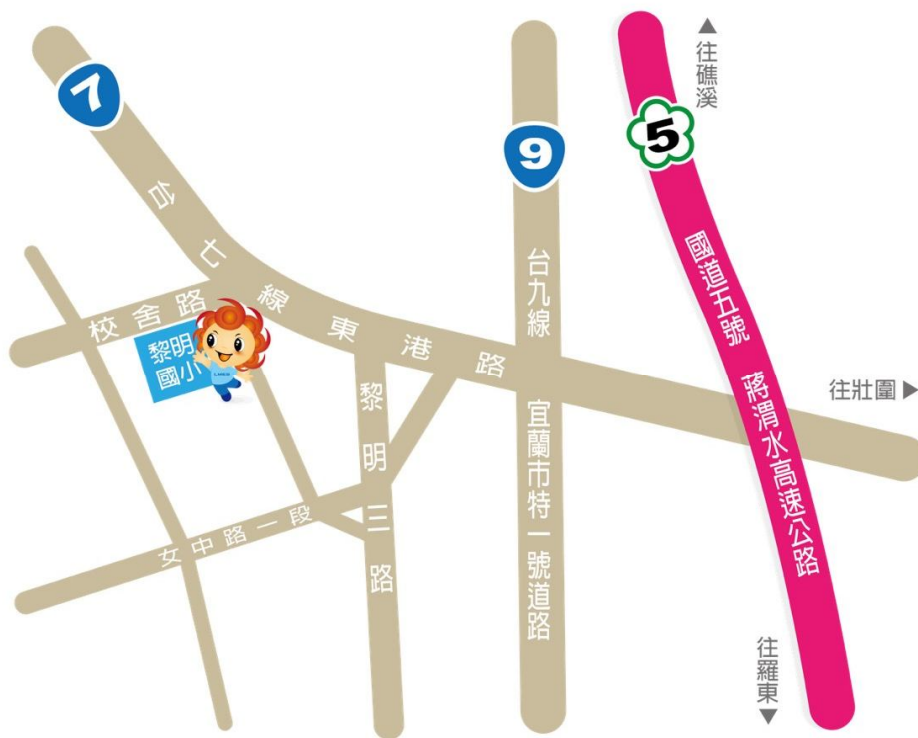 7
往礁溪
5
9
台七線東港路
台九線
國道五號 蔣渭水高速公路
校舍路
黎明
國小
往壯圍
黎明三路
宜蘭市特一號道路
女中路一段
往羅東